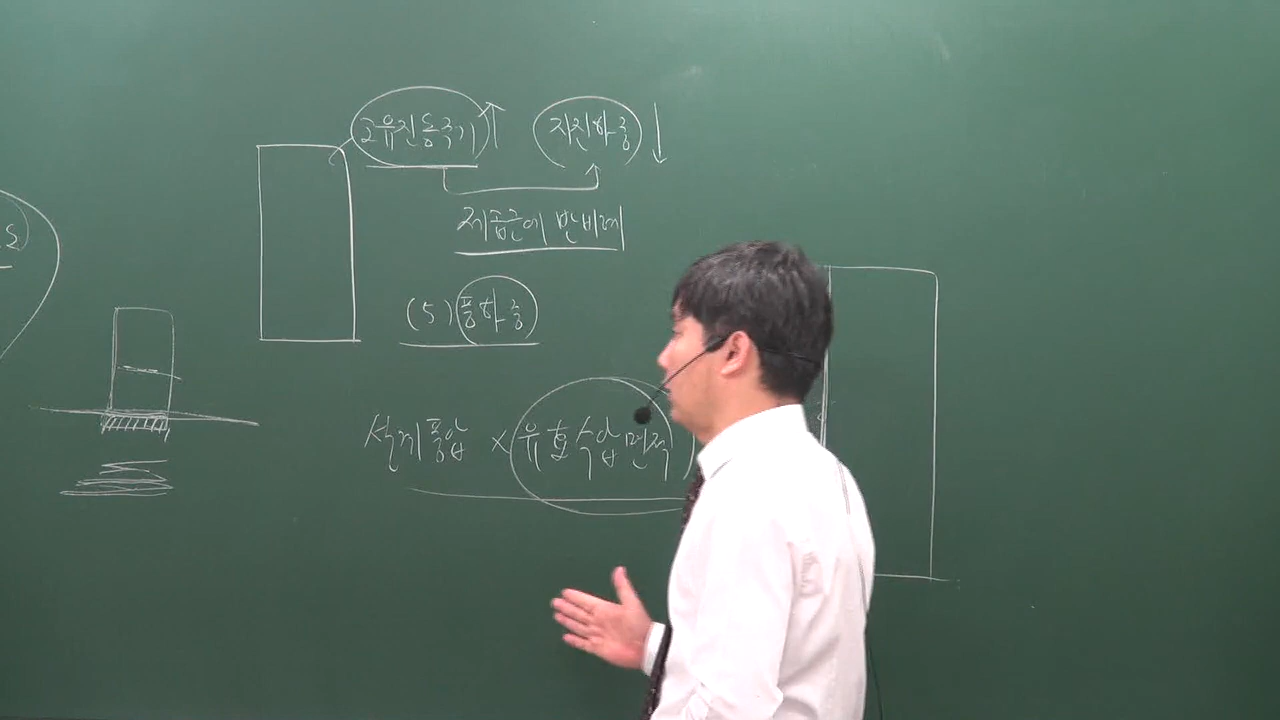 고유진동주기 지진하중
제곱근에 반비례
(5) 풍하중
설계풍압 × 유효수압면적